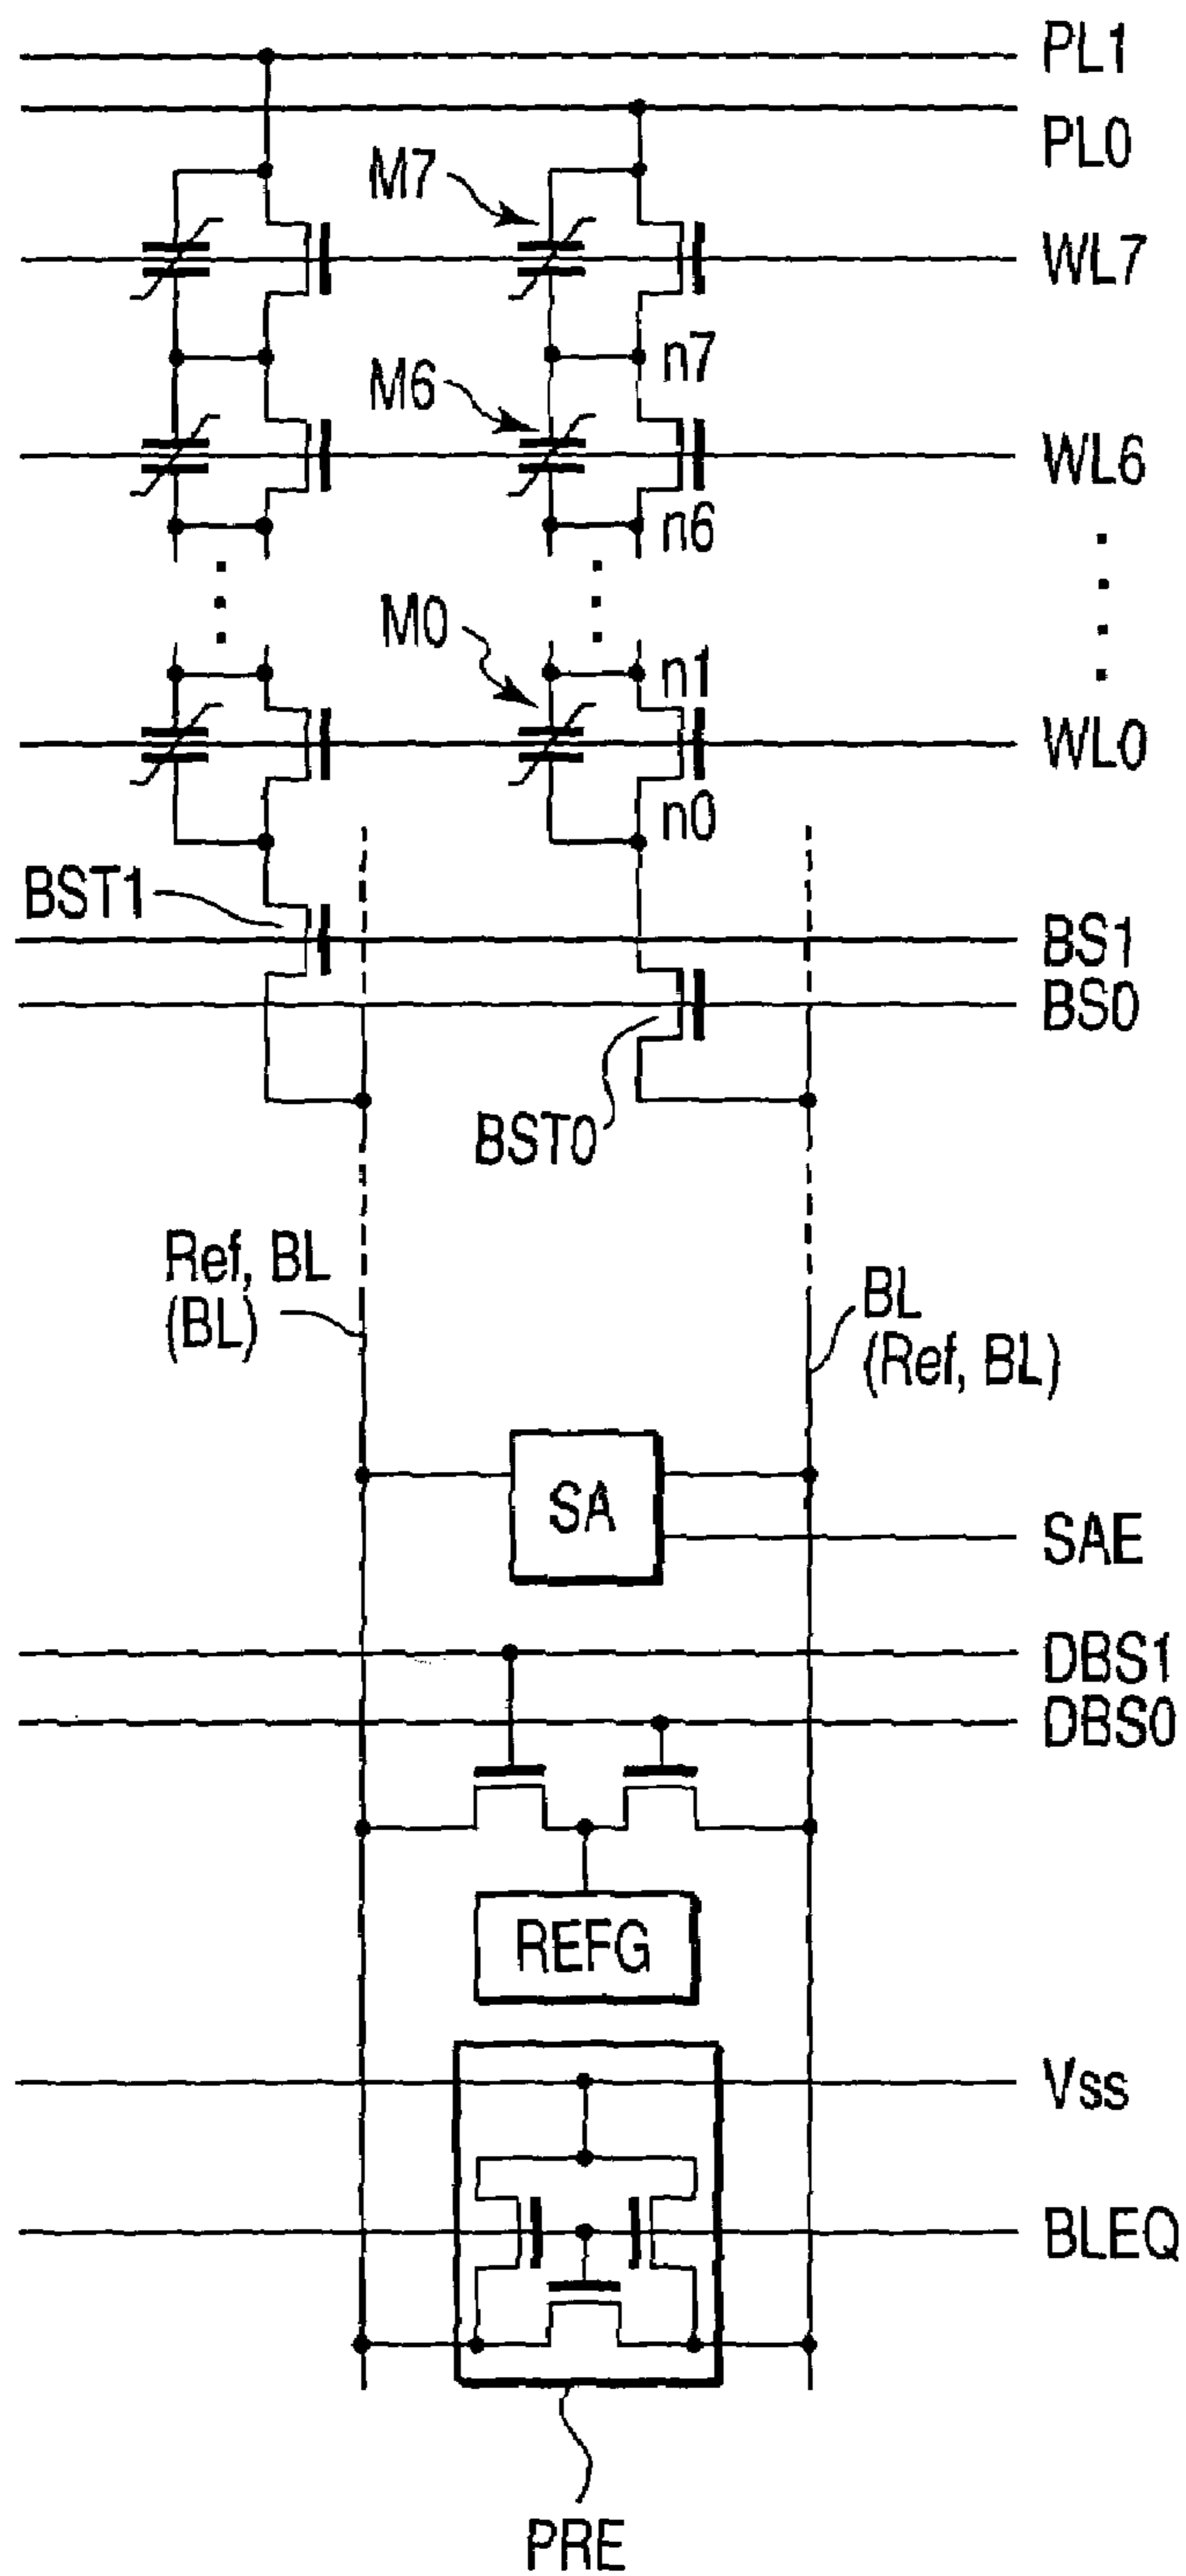 PL1
PL0
M7
WL7
n7
M6
WL6
n6
M0
n1
WL0
n0
BST1
BS1
BS0
BST0
Ref, BL
(BL)
BL
(Ref, BL)
SA
SAE
DBS1
DBS0
REFG
Vss
BLEQ
PRE